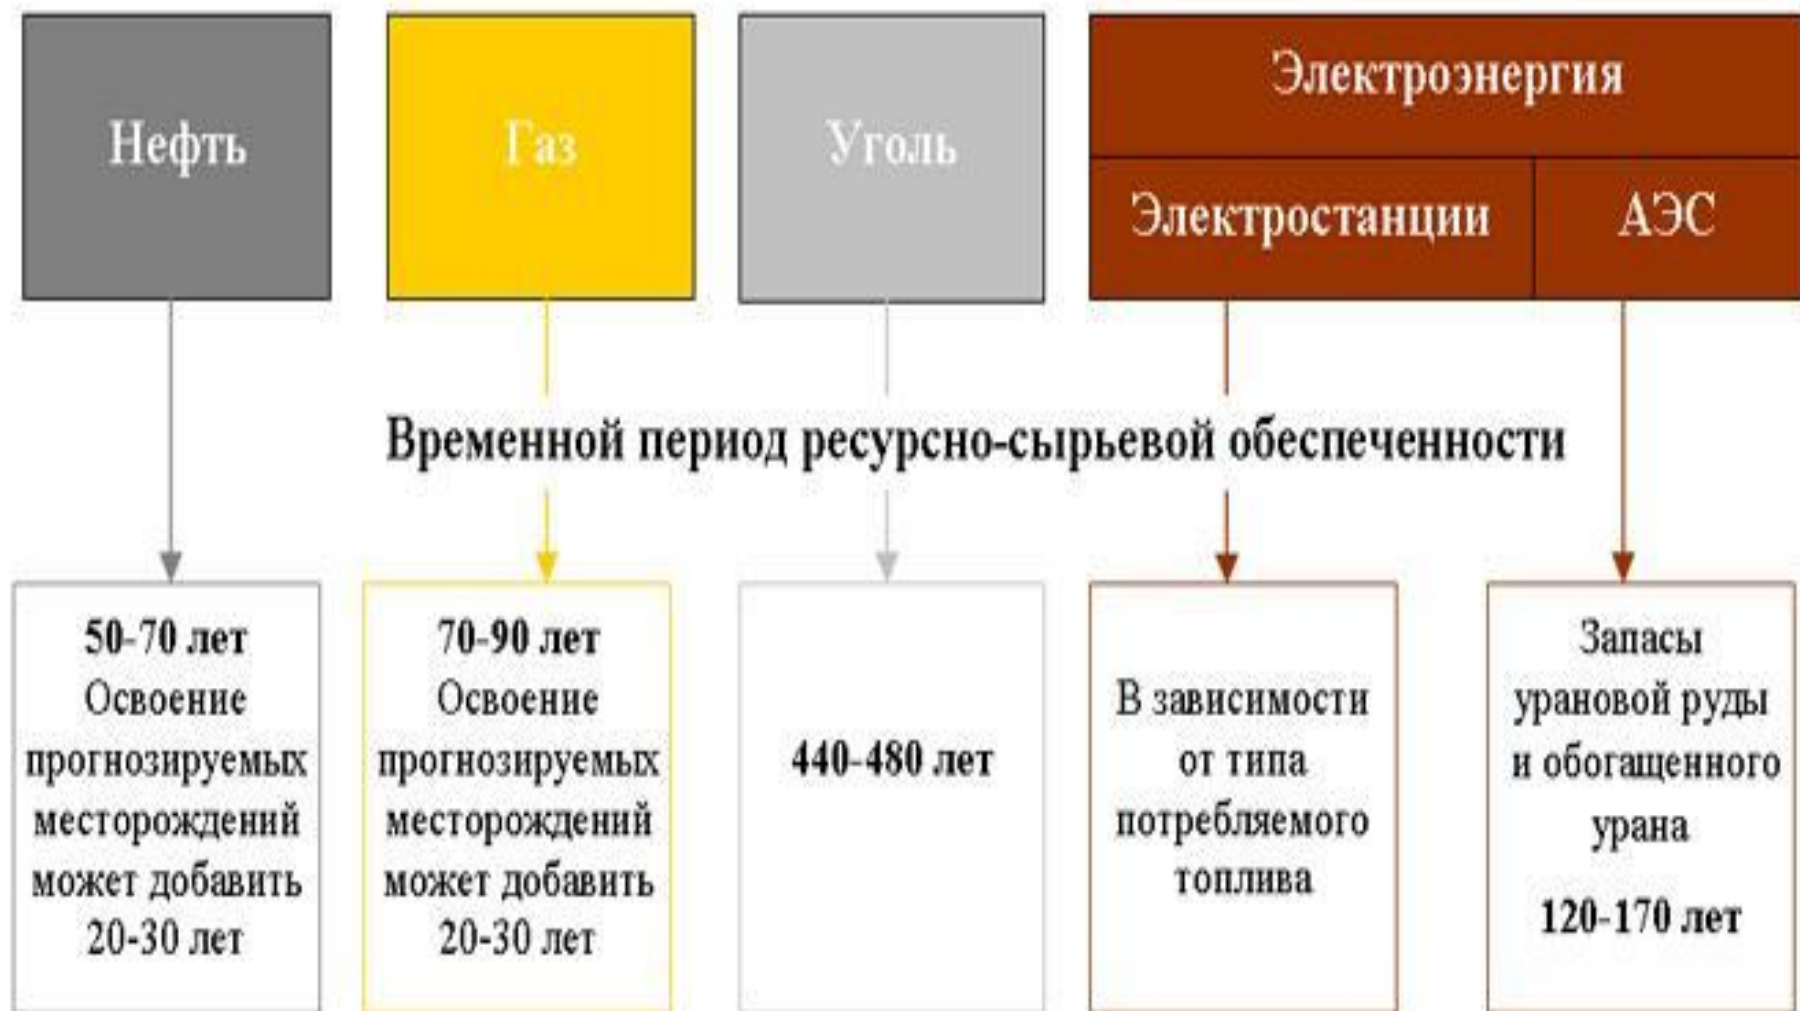 Нефть
Газ
Уголь
Электроэнергия
Электростанции
АЭС
Временной период ресурсно-сырьевой обеспеченности
50-70 лет
Освоение
прогнозируемых
месторождений
может добавить
20-30 лет
70-90 лет
Освоение
прогнозируемых
месторождений
может добавить
20-30 лет
440-480 лет
В зависимости
от типа
потребляемого
топлива
Запасы
урановой руды
и обогащенного
урана
120-170 лет